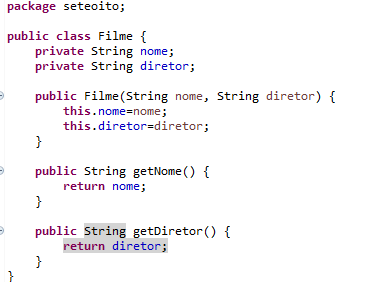 package seteoito;
public class Filme {
    private String nome;
    private String diretor;
    public Filme(String nome, String diretor) {
        this.nome=nome;
        this.diretor=diretor;
    }
    public String getNome() {
        return nome;
    }
    public String getDiretor() {
        return diretor;
    }
}